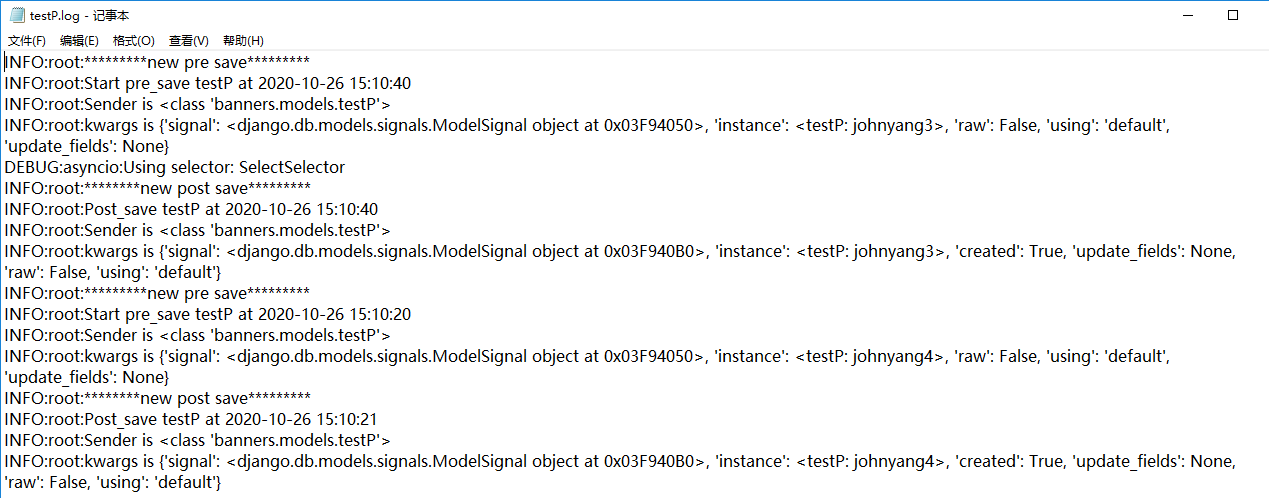 testP.log - 记事本
文件(F) 编辑(E) 格式(O) 查看(V) 帮助(H)
INFO:root:*********new pre save*********
INFO:root:Start pre_save testP at 2020-10-26 15:10:40
INFO:root:Sender is <class 'banners.models.testP'>
INFO:root:kwargs is {'signal': <django.db.models.signals.ModelSignal object at 0x03F94050>, 'instance': <testP: johnyang3>, 'raw': False, 'using': 'default',
'update_fields': None}
DEBUG:asyncio:Using selector: SelectSelector
INFO:root:********new post save*********
INFO:root:Post_save testP at 2020-10-26 15:10:40
INFO:root:Sender is <class 'banners.models.testP'>
INFO:root:kwargs is {'signal': <django.db.models.signals.ModelSignal object at 0x03F940B0>, 'instance': <testP: johnyang3>, 'created': True, 'update_fields': None,
'raw': False, 'using': 'default'}
INFO:root:*********new pre save*********
INFO:root:Start pre_save testP at 2020-10-26 15:10:20
INFO:root:Sender is <class 'banners.models.testP'>
INFO:root:kwargs is {'signal': <django.db.models.signals.ModelSignal object at 0x03F94050>, 'instance': <testP: johnyang4>, 'raw': False, 'using': 'default',
'update_fields': None}
INFO:root:********new post save*********
INFO:root:Post_save testP at 2020-10-26 15:10:21
INFO:root:Sender is <class 'banners.models.testP'>
INFO:root:kwargs is {'signal': <django.db.models.signals.ModelSignal object at 0x03F940B0>, 'instance': <testP: johnyang4>, 'created': True, 'update_fields': None,
'raw': False, 'using': 'default'}